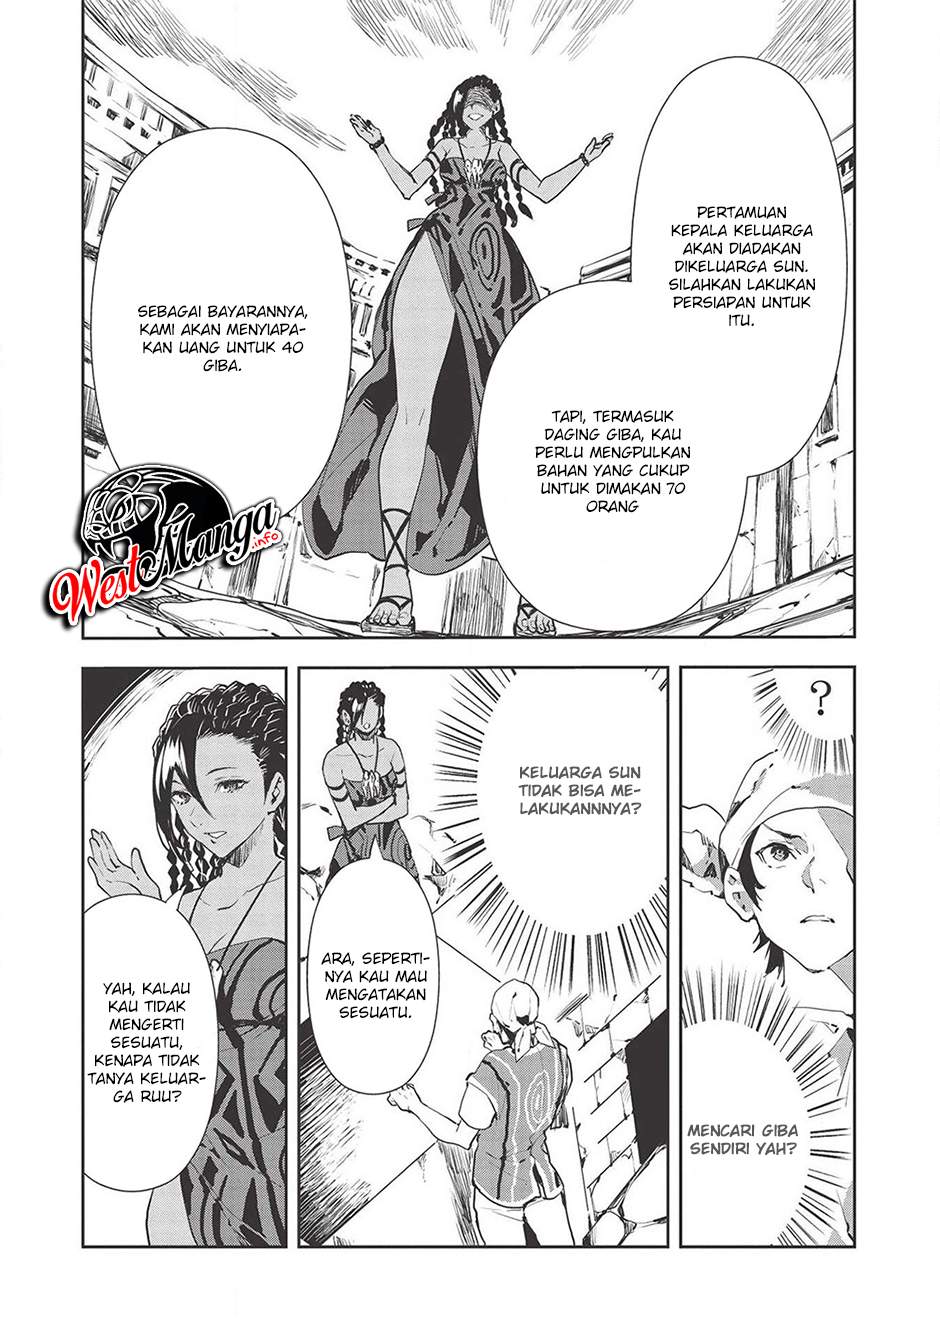 PERTAMUAN
KEPALA KELUARGA
AKAN DIADAKAN
DIKELUARGA SUN.
SILAHKAN LAKUKAN
PERSIAPAN UNTUK
ITU.
TAPI, TERMASUK
DAGING GIBA, KAU
PERLU MENGPULKAN
BAHAN YANG CUKUP
UNTUK DIMAKAN 70
ORANG
SEBAGAI BAYARANNYA,
KAMI AKAN MENYIAPA-
KAN UANG UNTUK 40
GIBA.
WestManga
.info
?
MENCARI GIBA
SENDIRI YAH?
KELUARGA SUN
TIDAK BISA ME-
LAKUKANNNYA?
ARA, SEPERTI-
NYA KAU MAU
MENGATAKAN
SESUATU.
YAH, KALAU
KAU TIDAK
MENGERTI
SESUATU,
KENAPA TIDAK
TANYA KELUAR-
GA RUU?